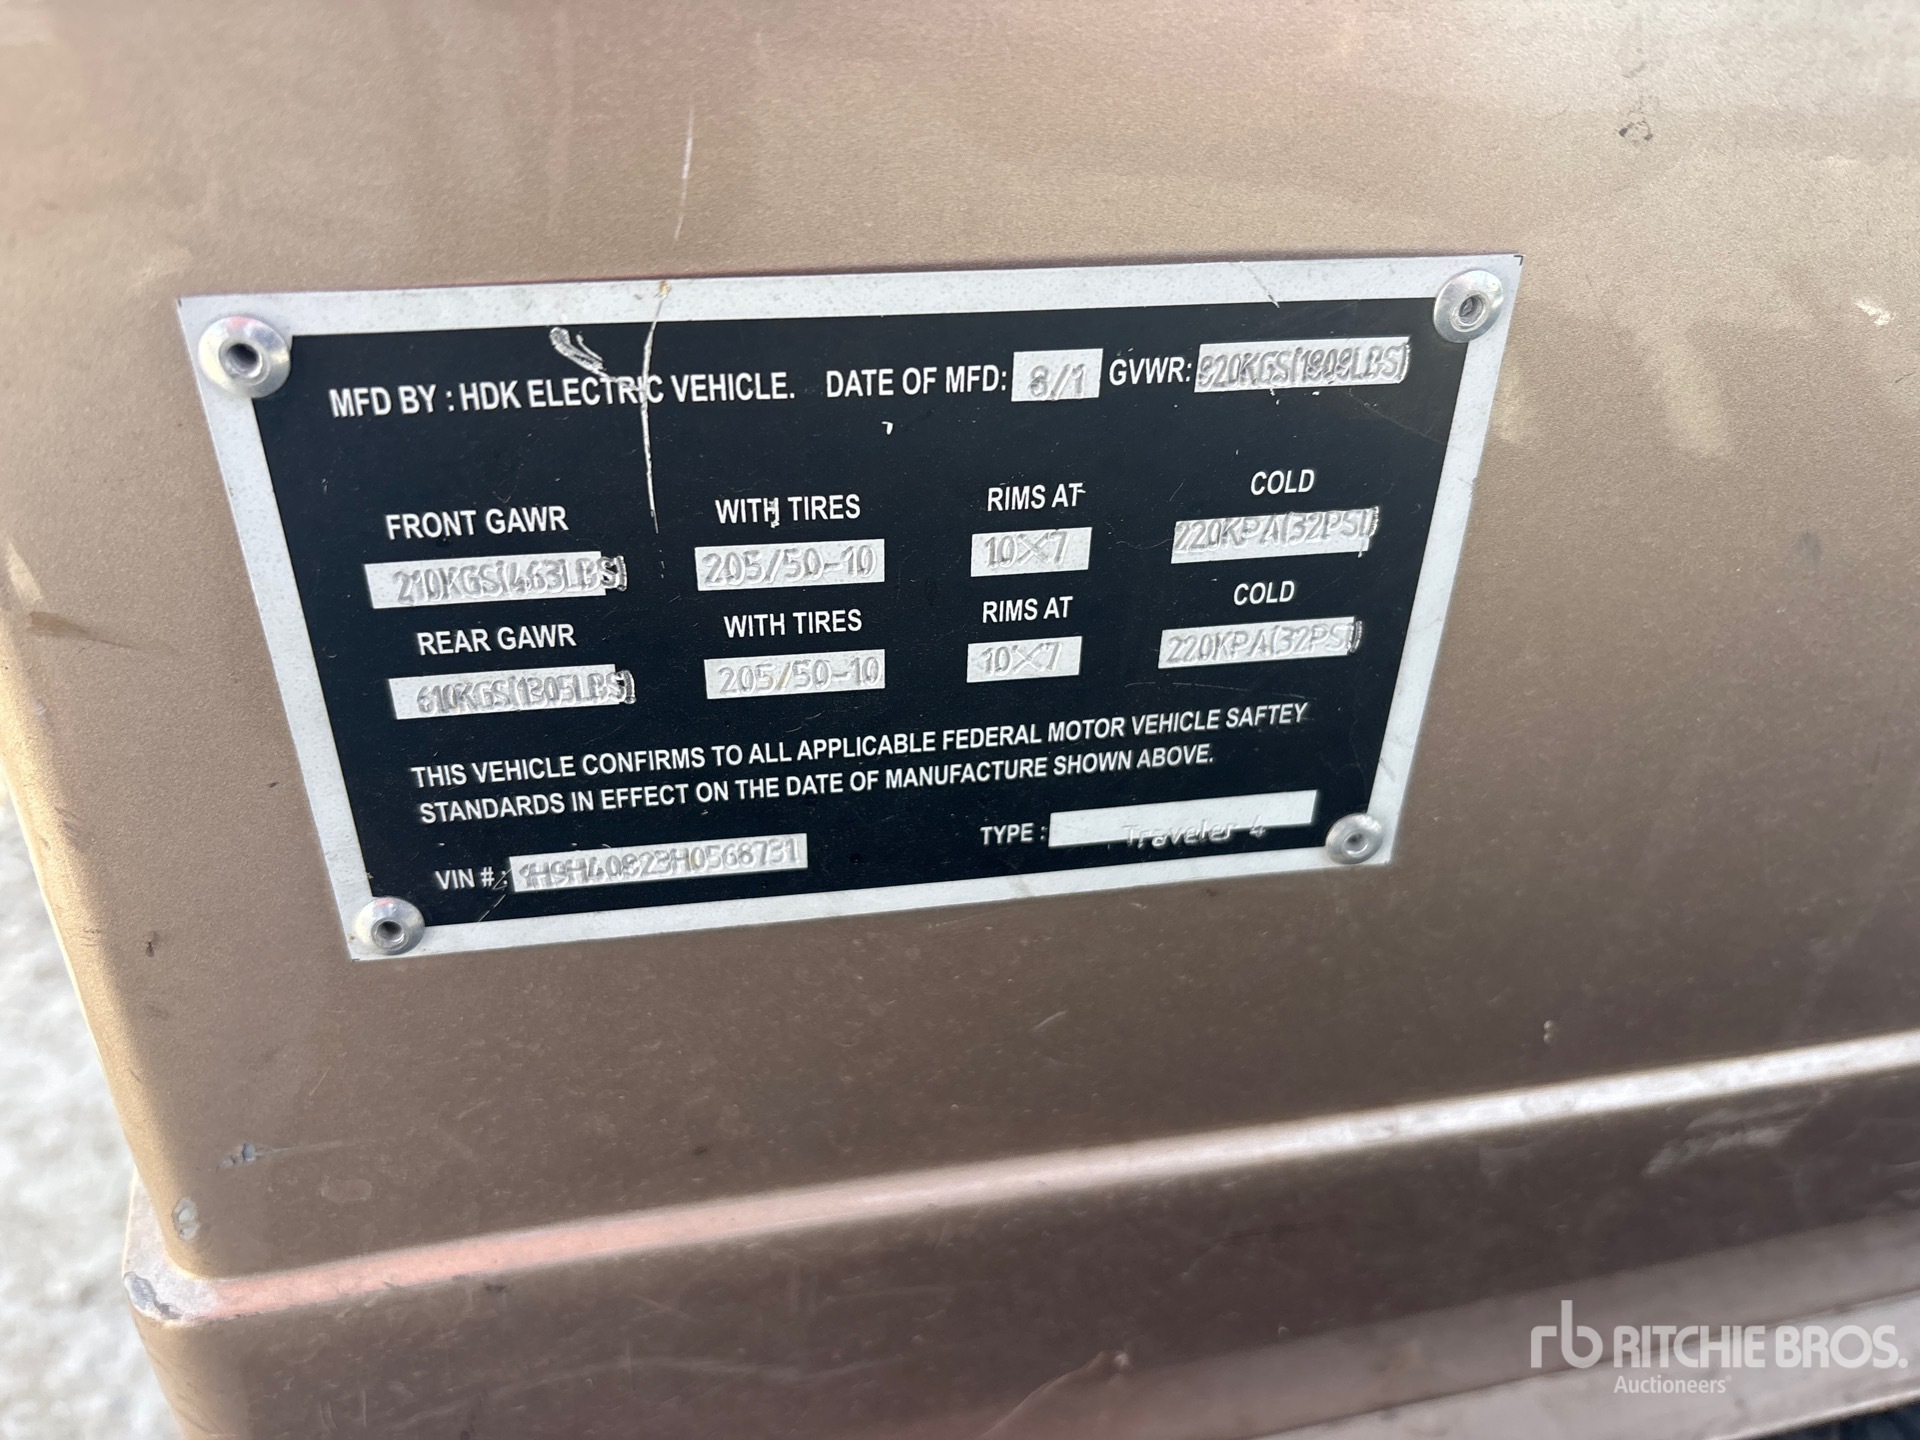 MFD BY : HDK ELECTRIC VEHICLE. DATE OF MFD: 8/1 GVWR:
FRONT GAWR WITH TIRES RIMS AT COLD
210KGS(463LBS) 205/50-10 10X7 220KPA(32PSI)
REAR GAWR WITH TIRES RIMS AT COLD
610KGS(1305LBS) 205/50-10 10X7 220KPA(32PSI)
THIS VEHICLE CONFIRMS TO ALL APPLICABLE FEDERAL MOTOR VEHICLE SAFTEY
STANDARDS IN EFFECT ON THE DATE OF MANUFACTURE SHOWN ABOVE.
VIN # : TYPE : Traveler 4
rb RITCHIE BROS.
Auctioneers